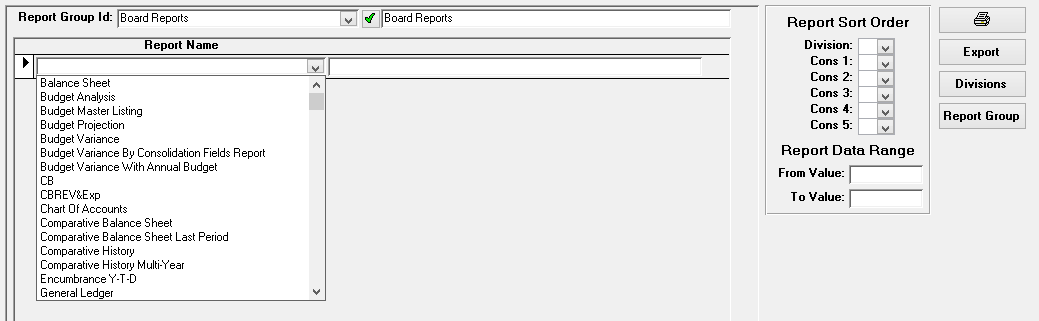 Report Group Id: Board Reports Board Reports
Report Name
Balance Sheet
Budget Analysis
Budget Master Listing
Budget Projection
Budget Variance
Budget Variance By Consolidation Fields Report
Budget Variance With Annual Budget
CB
CBREV&Exp
Chart Of Accounts
Comparative Balance Sheet
Comparative Balance Sheet Last Period
Comparative History
Comparative History Multi-Year
Encumbrance Y-T-D
General Ledger
Report Sort Order
Division:
Cons 1:
Cons 2:
Cons 3:
Cons 4:
Cons 5:
Report Data Range
From Value:
To Value:
Export
Divisions
Report Group